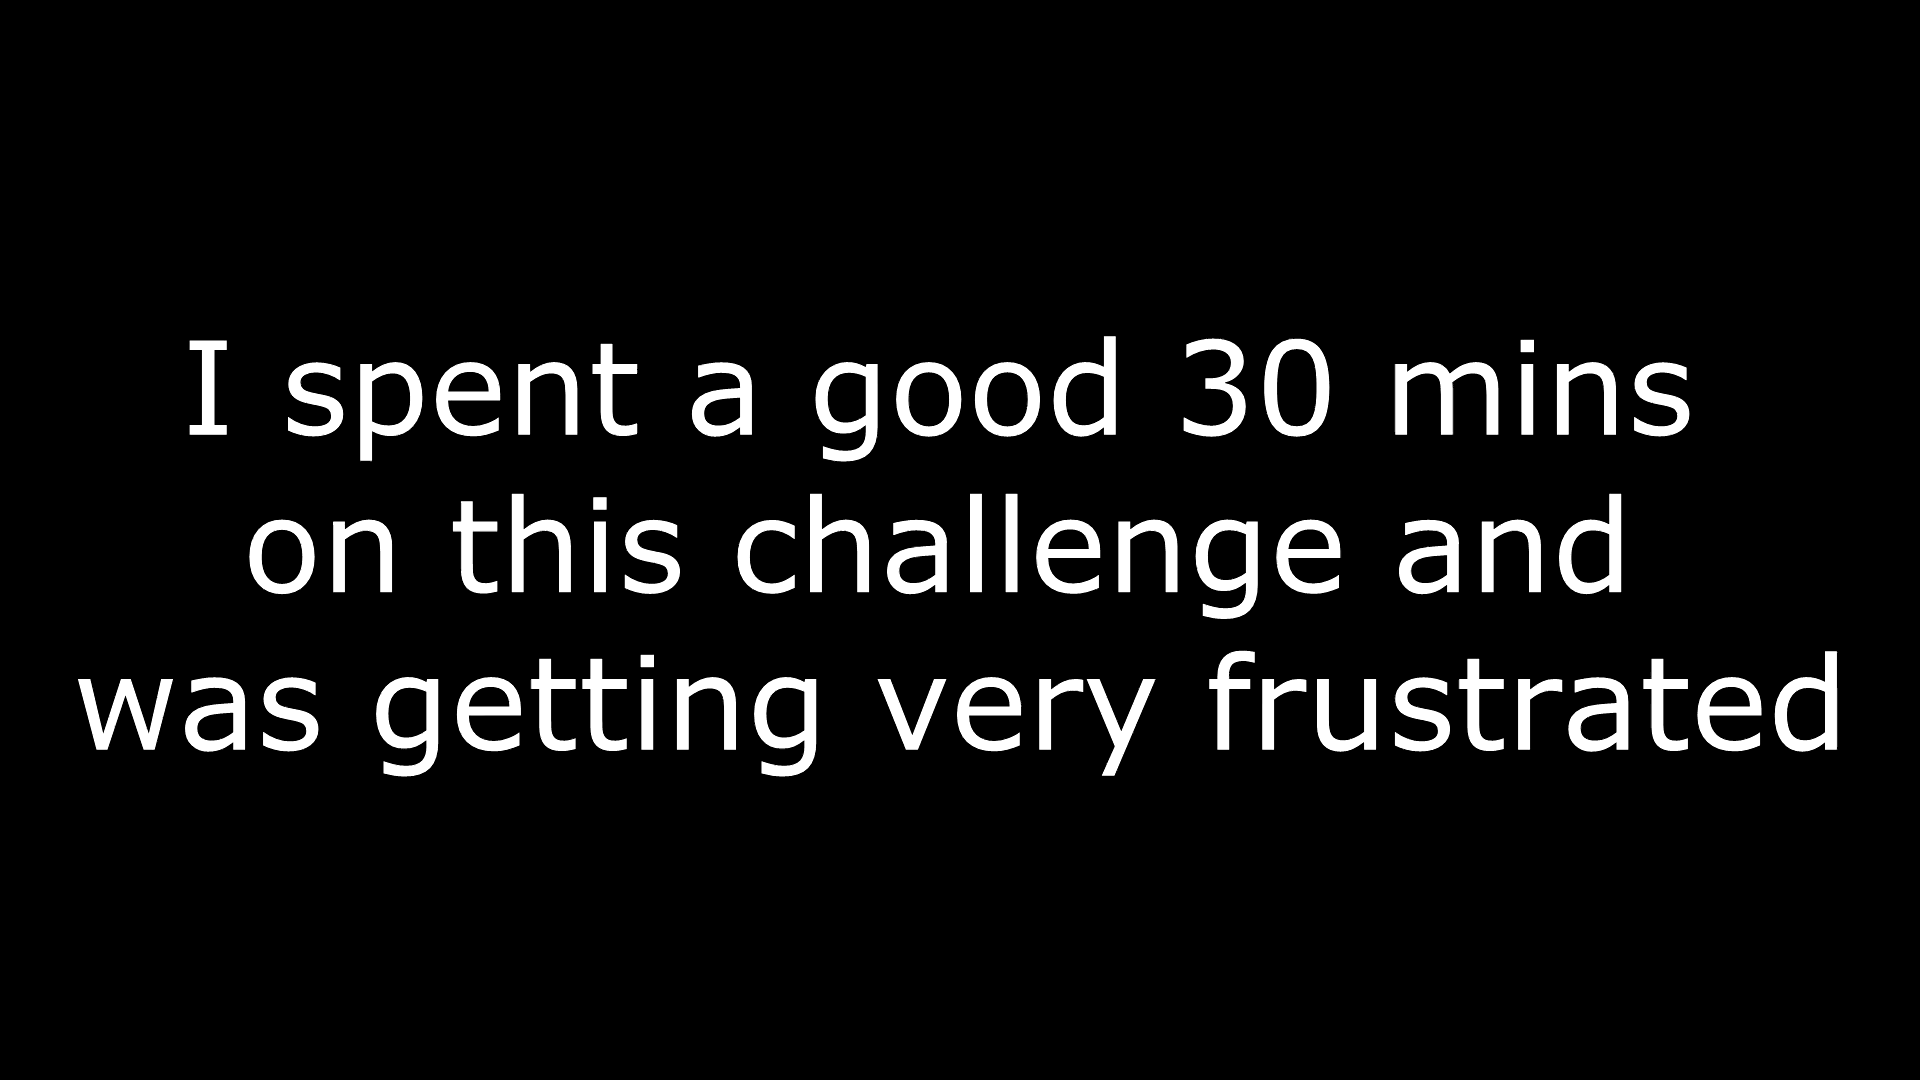 I spent a good 30 mins
on this challenge and
was getting very frustrated